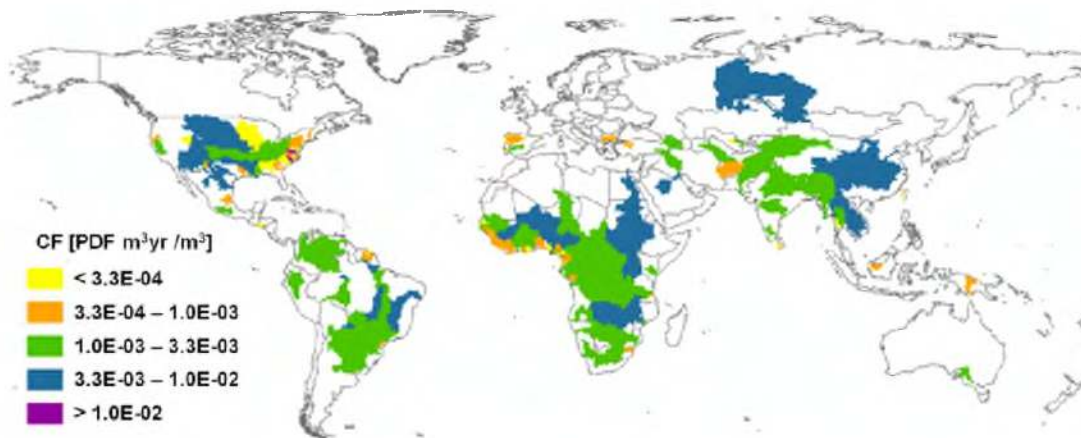 CF [PDF m³yr /m³]
< 3.3E-04
3.3E-04 – 1.0E-03
1.0E-03 – 3.3E-03
3.3E-03 – 1.0E-02
> 1.0E-02